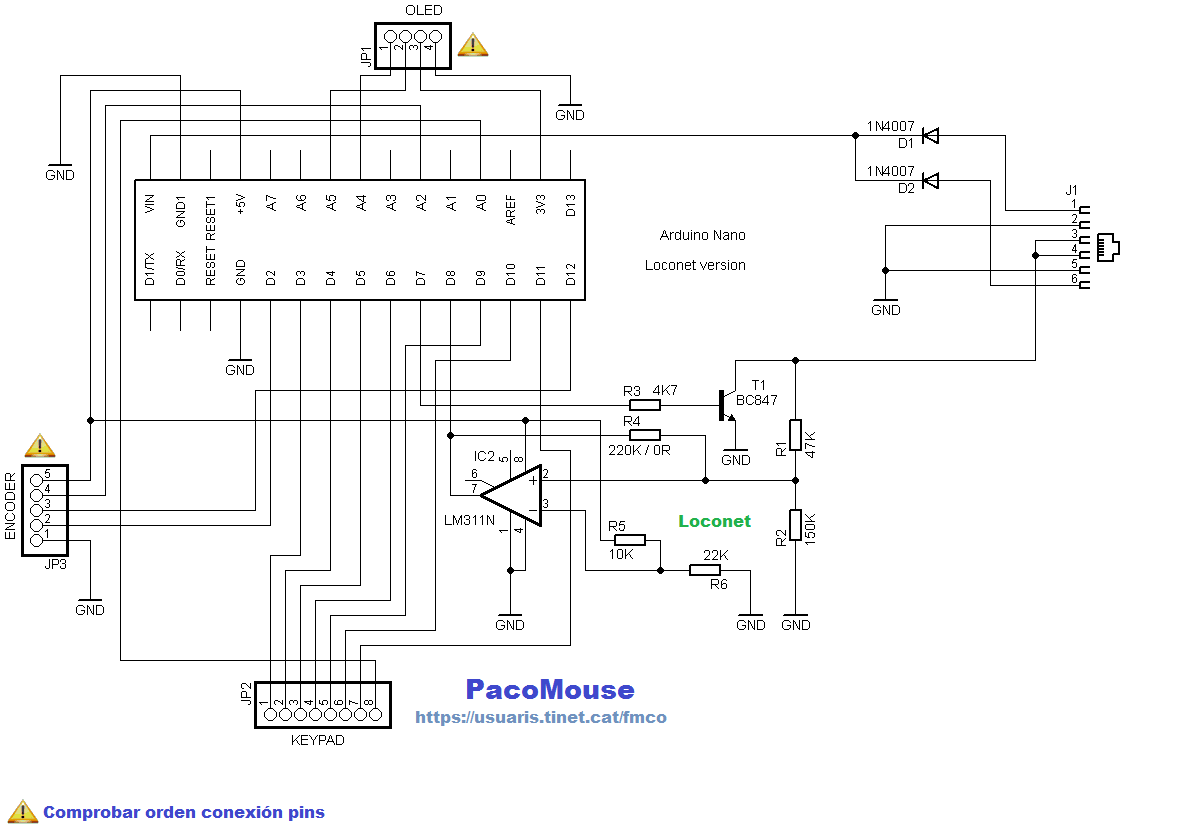 OLED
JP1
1
2
3
4
GND
GND
1N4007
D1
1N4007
D2
J1
1
2
3
4
5
6
VIN
GND1
RESET1
+5V
A7
A6
A5
A4
A3
A2
A1
A0
AREF
3V3
D13
D1/TX
D0/RX
RESET
GND
D2
D3
D4
D5
D6
D7
D8
D9
D10
D11
D12
Arduino Nano
Loconet version
GND
GND
R3 4K7
T1
BC847
R4
220K / 0R
GND
R1
47K
IC2
5
8
6
7
+
2
-
3
LM311N
1
4
Loconet
R2
150K
R5
10K
22K
R6
ENCODER
5
4
3
2
1
JP3
GND
GND
GND
GND
JP2
1
2
3
4
5
6
7
8
KEYPAD
PacoMouse
https://usuaris.tinet.cat/fmco
Comprobar orden conexión pins